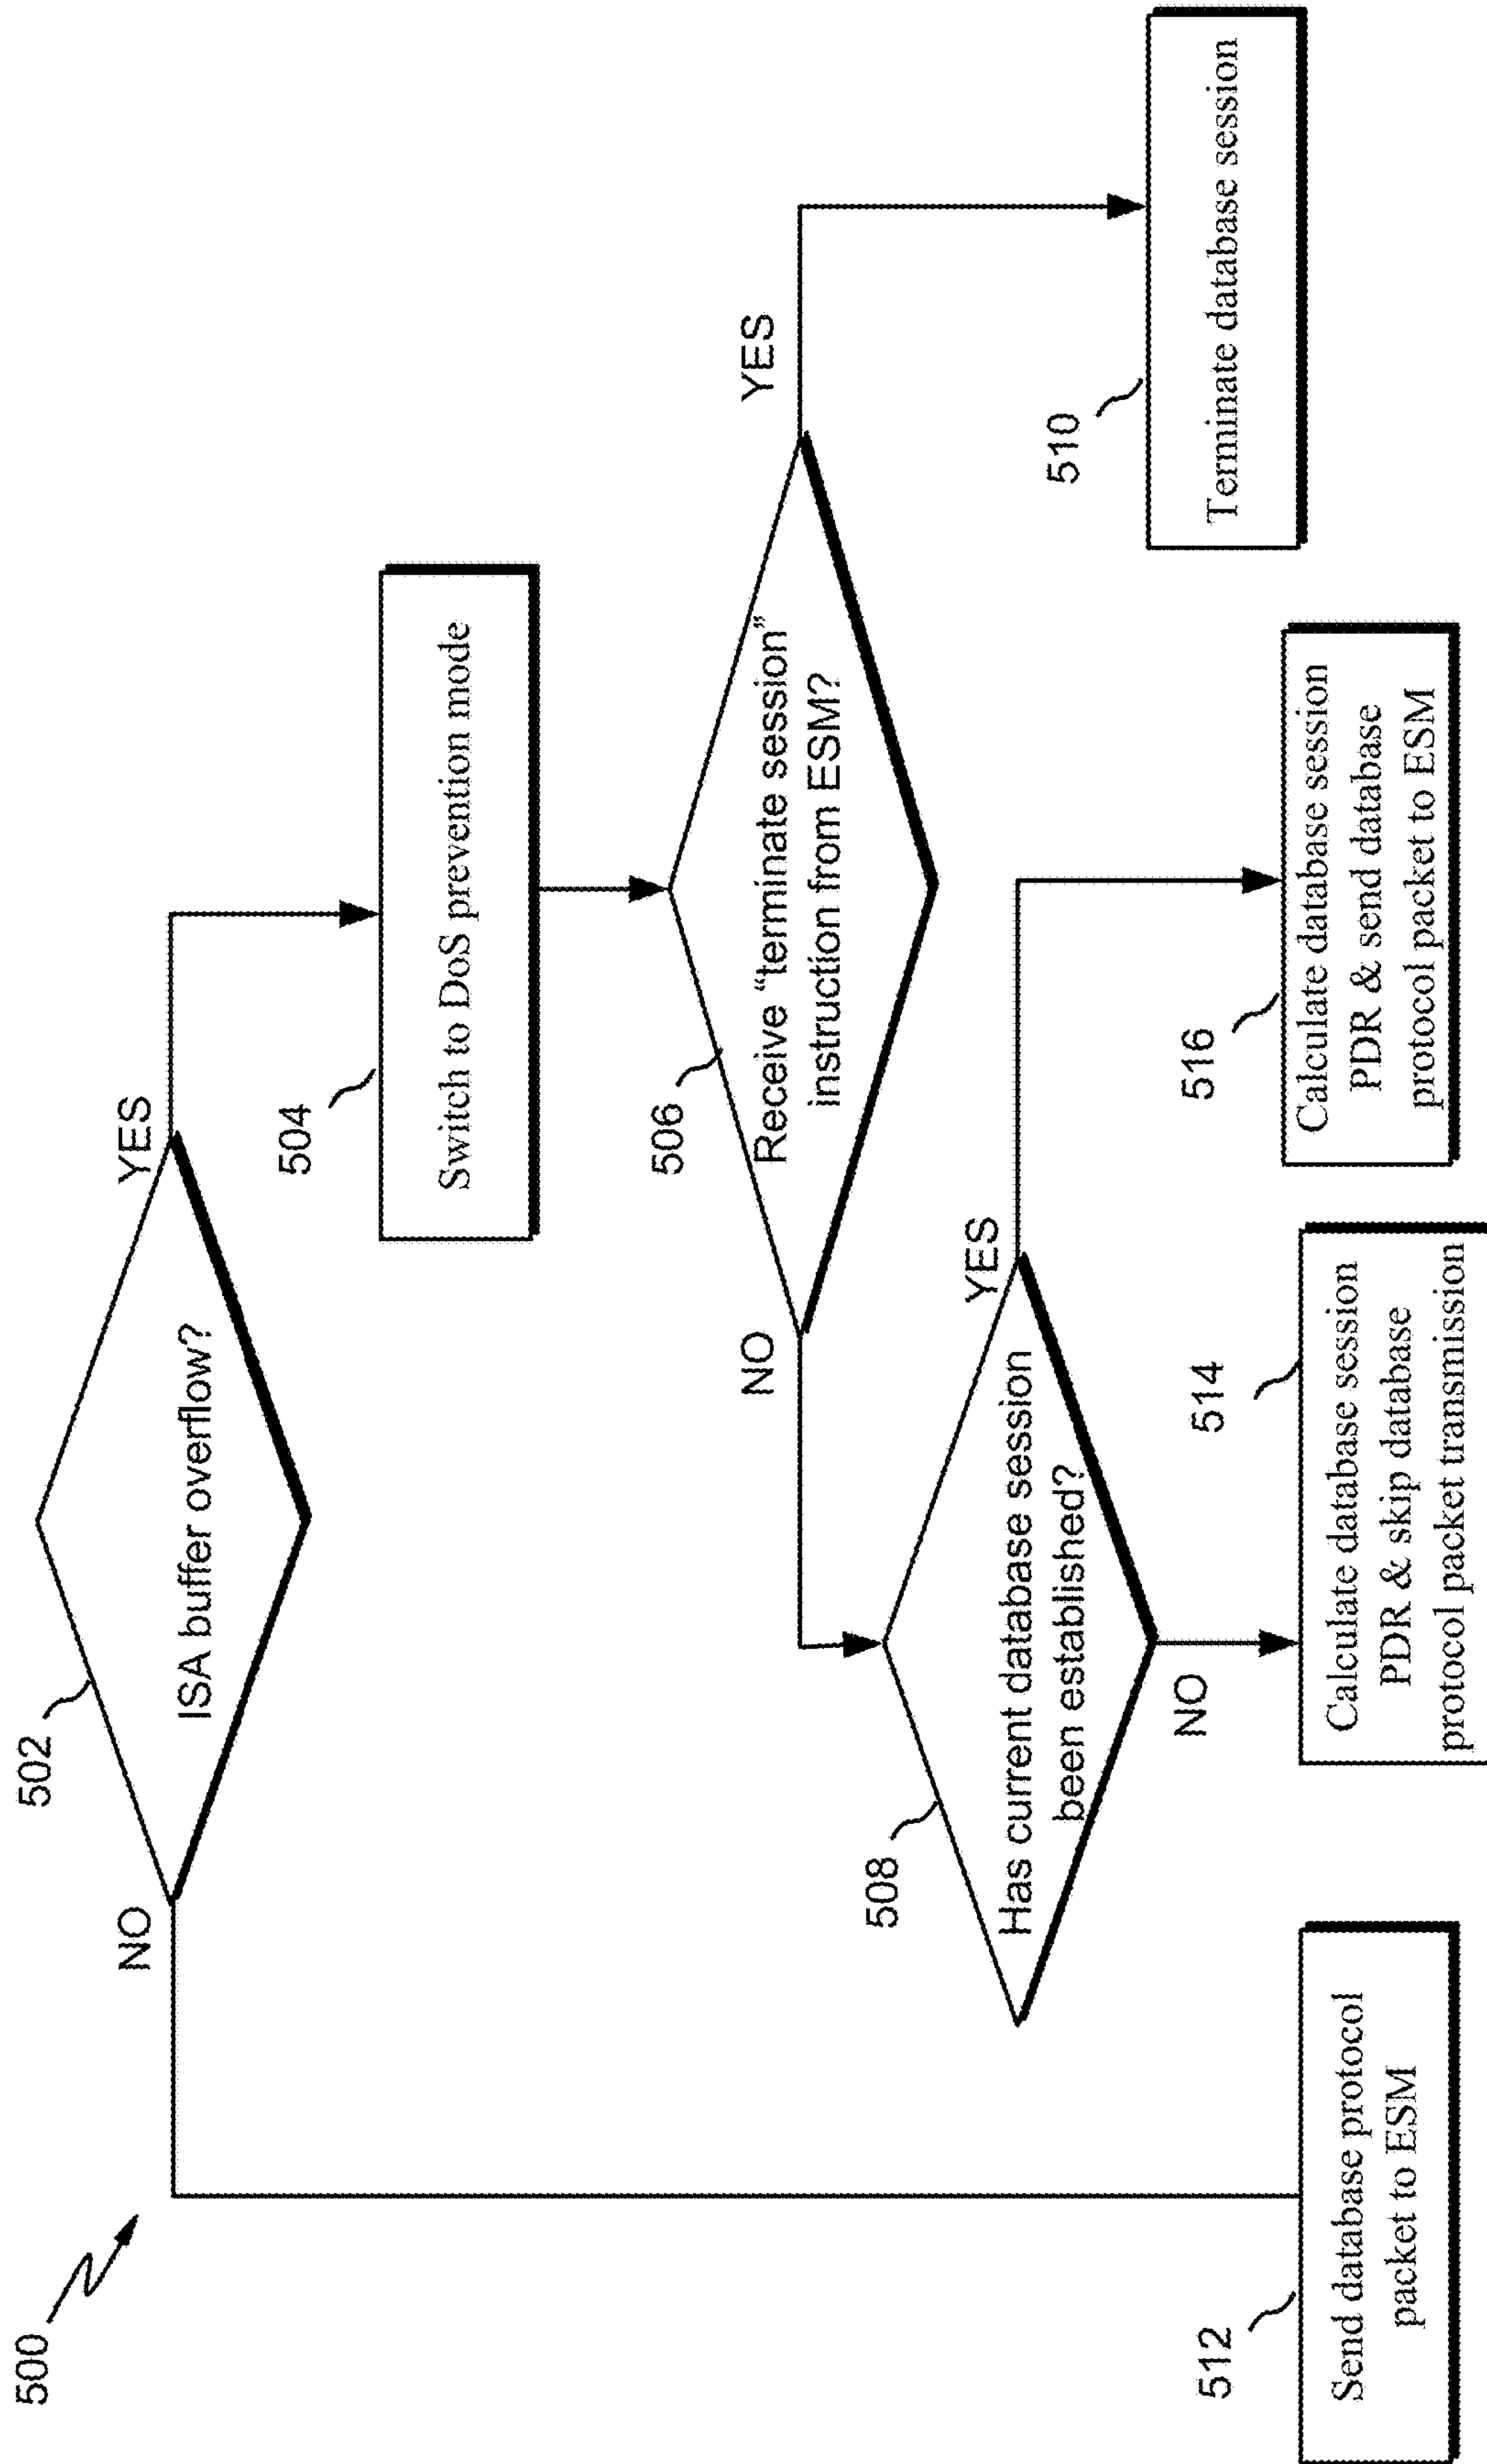 500
502
ISA buffer overflow?
NO
YES
504
Switch to DoS prevention mode
506
Receive “terminate session”
instruction from ESM?
NO
YES
508
Has current database session
been established?
YES
NO
510
Terminate database session
512
Send database protocol
packet to ESM
514
Calculate database session
PDR & skip database
protocol packet transmission
516
Calculate database session
PDR & send database
protocol packet to ESM